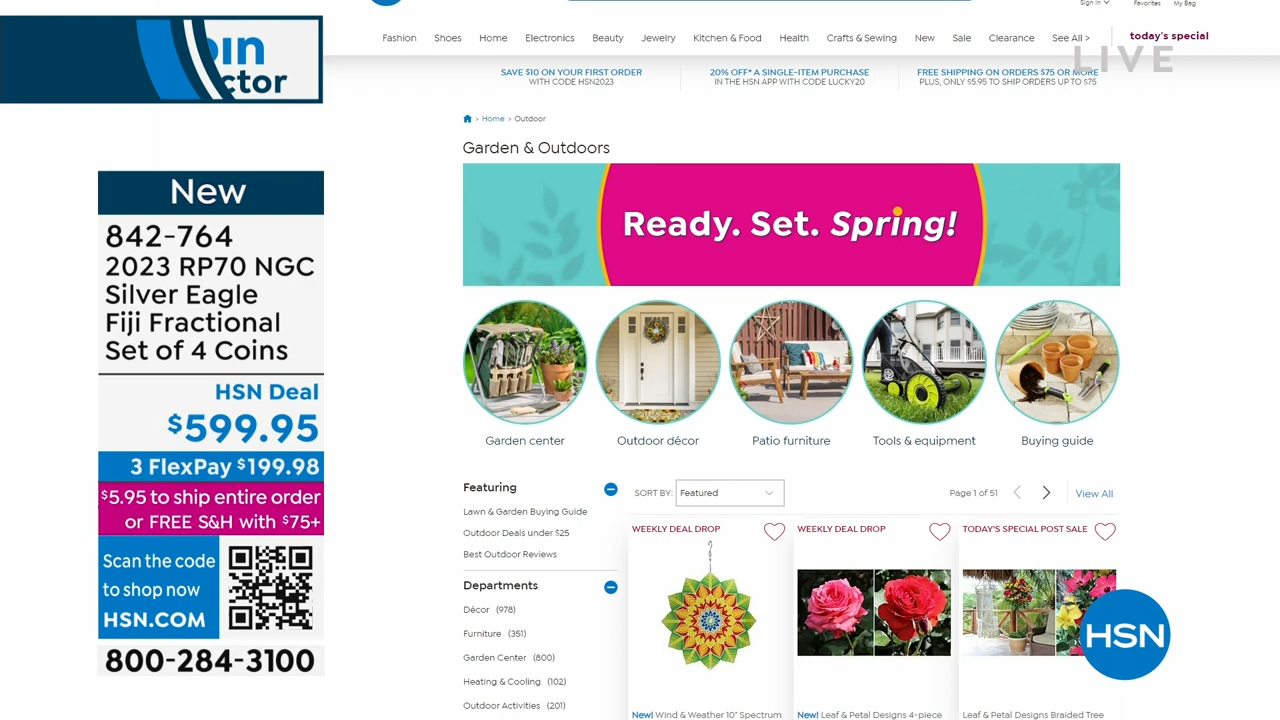 oin
ctor
New
842-764
2023 RP70 NGC
Silver Eagle
Fiji Fractional
Set of 4 Coins
HSN Deal
$599.95
3 FlexPay $199.98
$5.95 to ship entire order
or FREE S&H with $75+
Scan the code
to shop now
HSN.COM
800-284-3100
Sign In
Favorites
My Bag
Fashion Shoes Home Electronics Beauty Jewelry Kitchen & Food Health Crafts & Sewing New Sale Clearance See All > today's special
LIVE
SAVE $10 ON YOUR FIRST ORDER
WITH CODE HSN2023
20% OFF* A SINGLE-ITEM PURCHASE
IN THE HSN APP WITH CODE LUCKY20
FREE SHIPPING ON ORDERS $75 OR MORE
PLUS, ONLY $5.95 TO SHIP ORDERS UP TO $75
> Home > Outdoor
Garden & Outdoors
Ready. Set. Spring!
Garden center
Outdoor décor
Patio furniture
Tools & equipment
Buying guide
Featuring
Lawn & Garden Buying Guide
Outdoor Deals under $25
Best Outdoor Reviews
Departments
Décor (978)
Furniture (351)
Garden Center (800)
Heating & Cooling (102)
Outdoor Activities (201)
SORT BY: Featured
Page 1 of 51
View All
WEEKLY DEAL DROP
New! Wind & Weather 10" Spectrum
WEEKLY DEAL DROP
New! Leaf & Petal Designs 4-piece
TODAY'S SPECIAL POST SALE
Leaf & Petal Designs Braided Tree
HSN